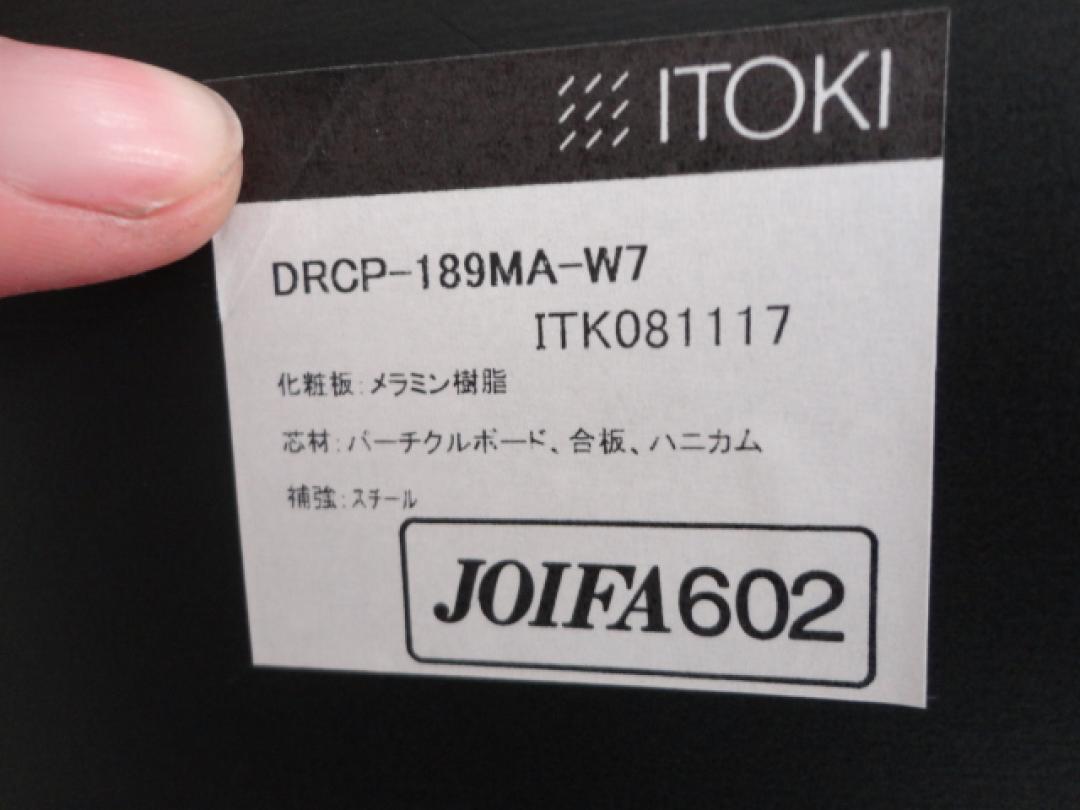 ITOKI
DRCP-189MA-W7
ITK081117
化粧板:メラミン樹脂
芯材:パーチクルボード、合板、ハニカム
補強:スチール
JOIFA602